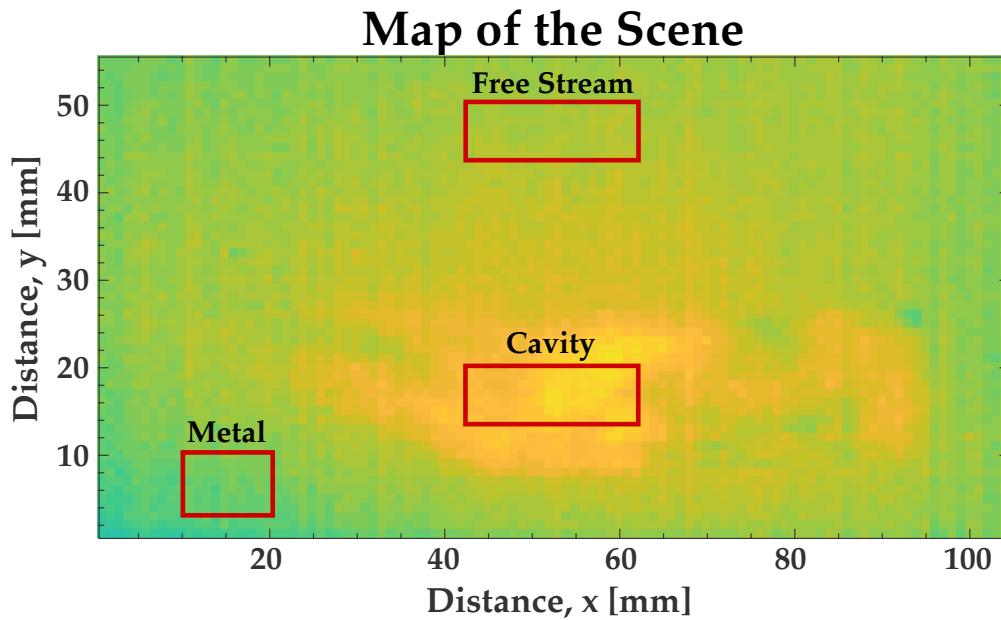 Map of the Scene
Free Stream
50
40
30
Cavity
20
Metal
10
20
40
60
80
100
Distance, y [mm]
Distance, x [mm]